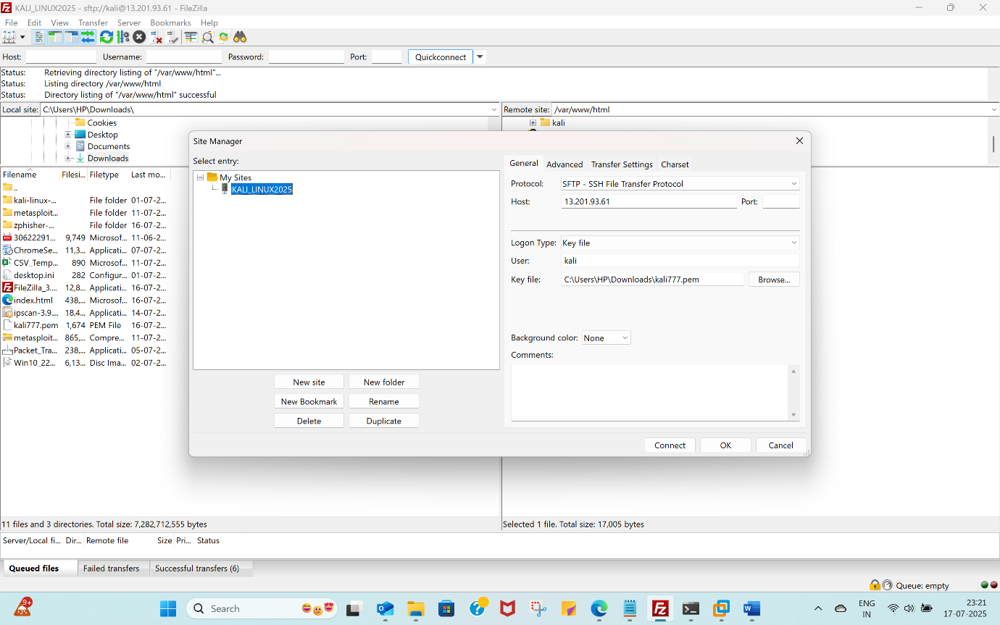 KALI_LINUX2025 - sftp://kali@13.201.93.61 - FileZilla
File Edit View Transfer Server Bookmarks Help
Host: Username: Password: Port: Quickconnect
Status: Retrieving directory listing of "/var/www/html"...
Status: Listing directory /var/www/html
Status: Directory listing of "/var/www/html" successful
Local site: C:\Users\HP\Downloads\
Remote site: /var/www/html
Cookies
Desktop
Documents
Downloads
kali
Filename Filesi... Filetype Last mo...
..
kali-linux-... File folder 01-07-2...
metasploit... File folder 11-07-2...
zphisher-... File folder 16-07-2...
30622291... 9,749 Microsof... 11-06-2...
ChromeSe... 11,3... Applicati... 07-07-2...
CSV_Temp... 890 Microsof... 11-07-2...
desktop.ini 282 Configur... 01-07-2...
FileZilla_3.... 12,8... Applicati... 16-07-2...
index.html 438,... Microsof... 16-07-2...
ipscan-3.9.... 18,4... Applicati... 14-07-2...
kali777.pem 1,674 PEM File 16-07-2...
metasploit... 865,... Compre... 11-07-2...
Packet_Tra... 238,... Applicati... 05-07-2...
Win10_22... 6,13... Disc Ima... 02-07-2...
Site Manager
Select entry:
My Sites
KALI_LINUX2025
New site New folder
New Bookmark Rename
Delete Duplicate
General Advanced Transfer Settings Charset
Protocol: SFTP - SSH File Transfer Protocol
Host: 13.201.93.61 Port:
Logon Type: Key file
User: kali
Key file: C:\Users\HP\Downloads\kali777.pem Browse...
Background color: None
Comments:
Connect OK Cancel
11 files and 3 directories. Total size: 7,282,712,555 bytes
Selected 1 file. Total size: 17,005 bytes
Server/Local fi... Dir... Remote file Size Pri... Status
Queued files Failed transfers Successful transfers (6)
Queue: empty
9+
Search
ENG
IN
23:21
17-07-2025